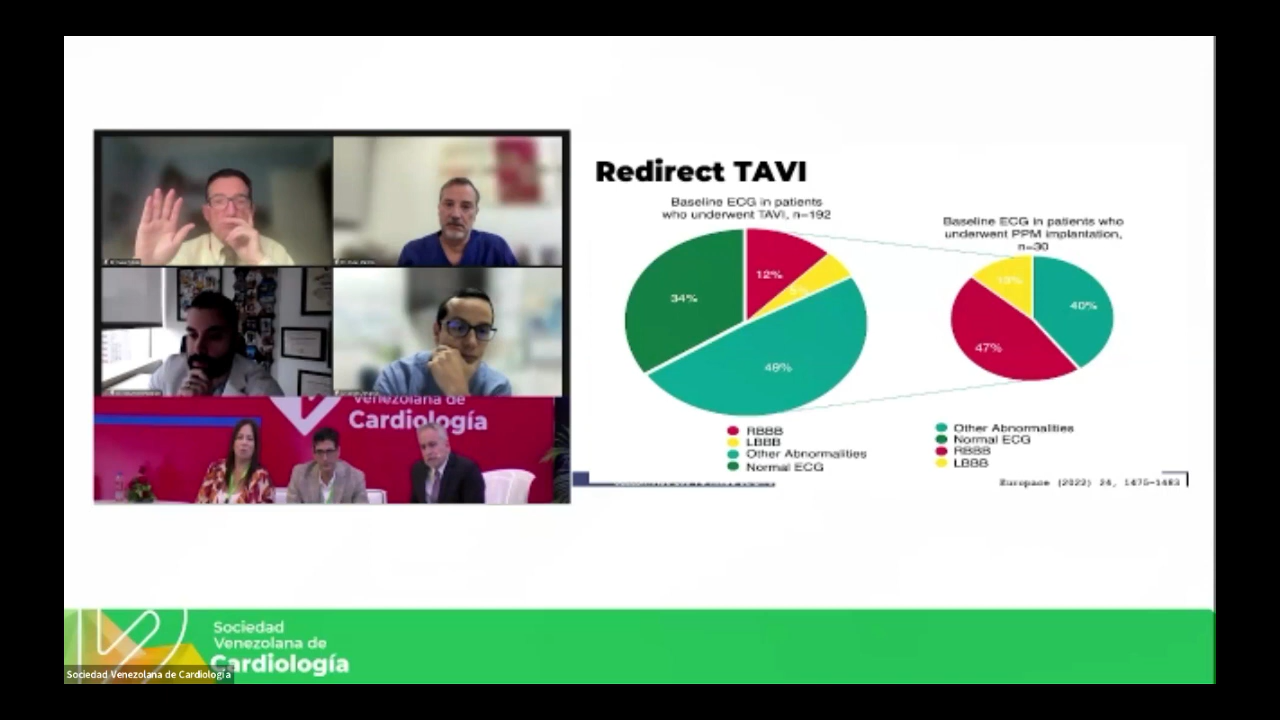 Venezolana de
Cardiología
Redirect TAVI
Baseline ECG in patients
who underwent TAVI, n=192
34%
12%
49%
RBBB
LBBB
Other Abnormalities
Normal ECG
Baseline ECG in patients who
underwent PPM implantation,
n=30
40%
47%
Other Abnormalities
Normal ECG
RBBB
LBBB
Europace (2022) 24, 1475-1483
Sociedad
Venezolana de
Cardiología
Sociedad Venezolana de Cardiología